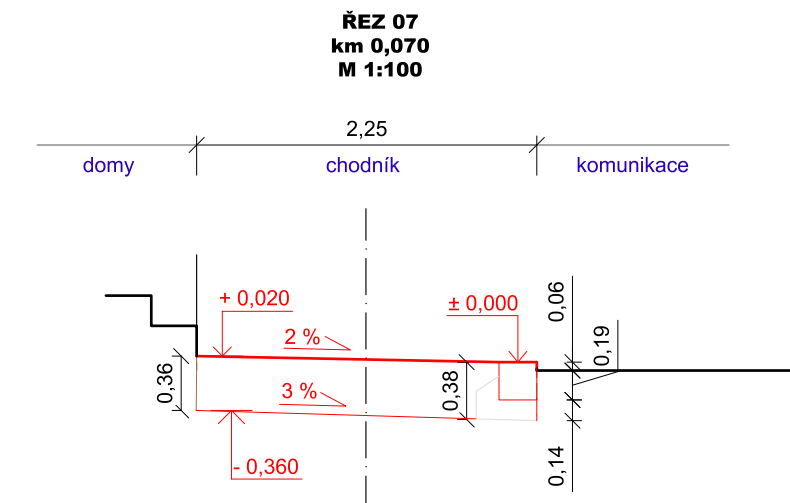 ŘEZ 07
km 0,070
M 1:100
2,25
domy chodník komunikace
+ 0,020 ± 0,000 0,06
2 % 0,19
0,36 3 % 0,38
- 0,360 0,14